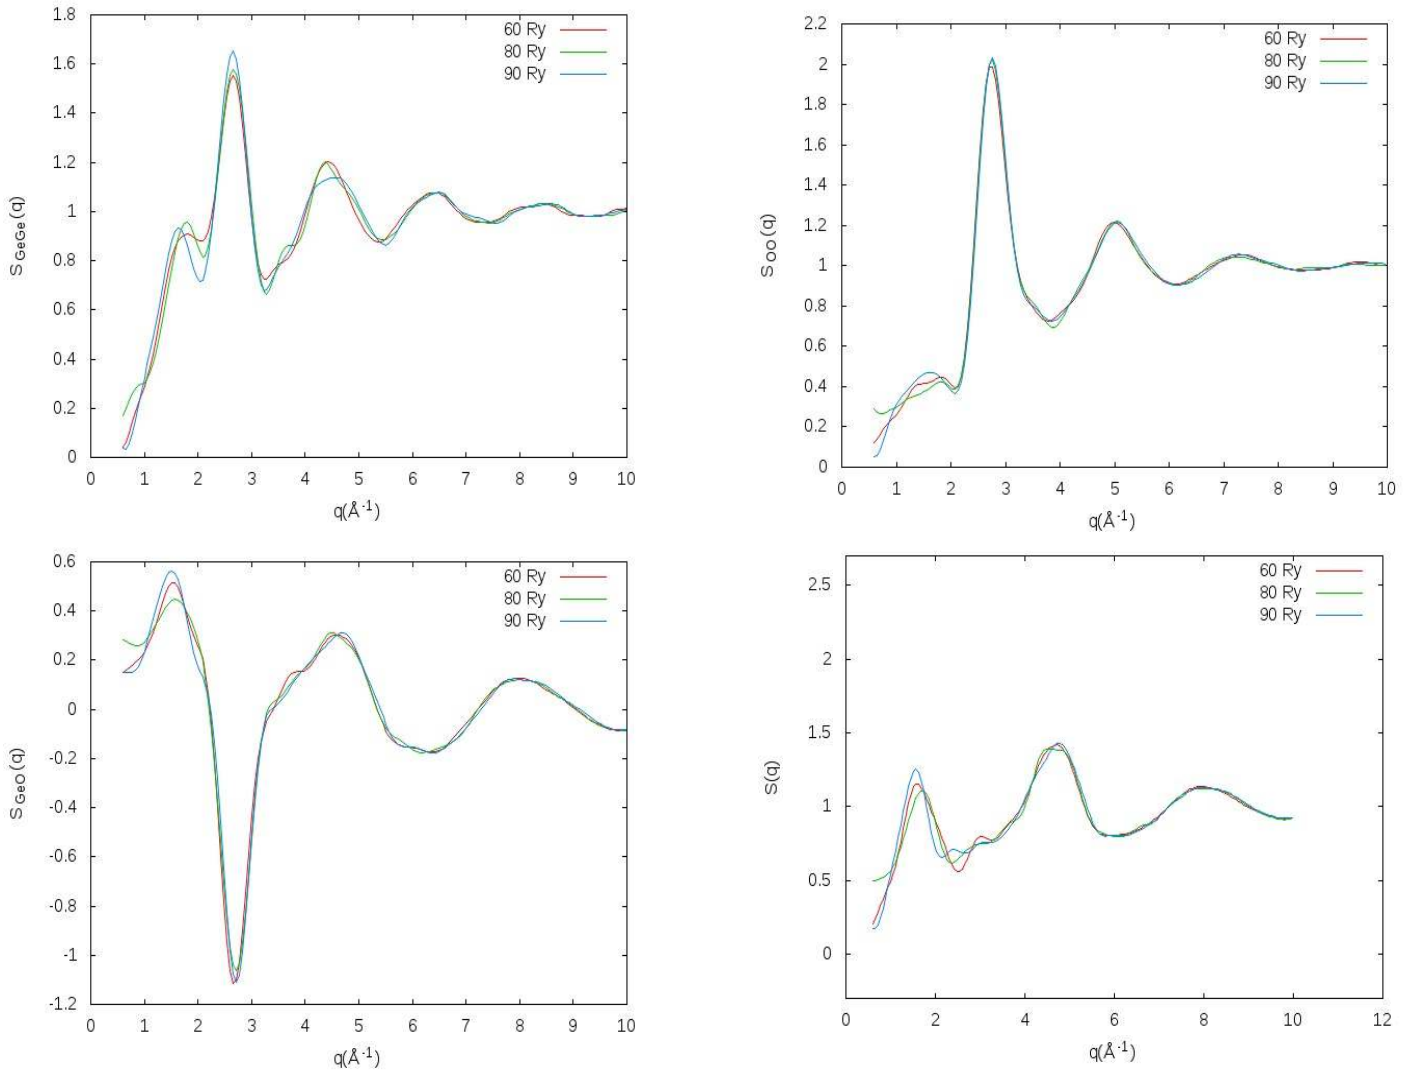 1.8
1.6
1.4
1.2
1
0.8
0.6
0.4
0.2
0
S GeGe (q)
60 Ry
80 Ry
90 Ry
0 1 2 3 4 5 6 7 8 9 10
q(Å-1)
2.2
2
1.8
1.6
1.4
1.2
1
0.8
0.6
0.4
0.2
0
S OO (q)
60 Ry
80 Ry
90 Ry
0 1 2 3 4 5 6 7 8 9 10
q(Å-1)
0.6
0.4
0.2
0
-0.2
-0.4
-0.6
-0.8
-1
-1.2
S GeO (q)
60 Ry
80 Ry
90 Ry
0 1 2 3 4 5 6 7 8 9 10
q(Å-1)
2.5
2
1.5
1
0.5
0
S(q)
60 Ry
80 Ry
90 Ry
0 2 4 6 8 10 12
q(Å-1)